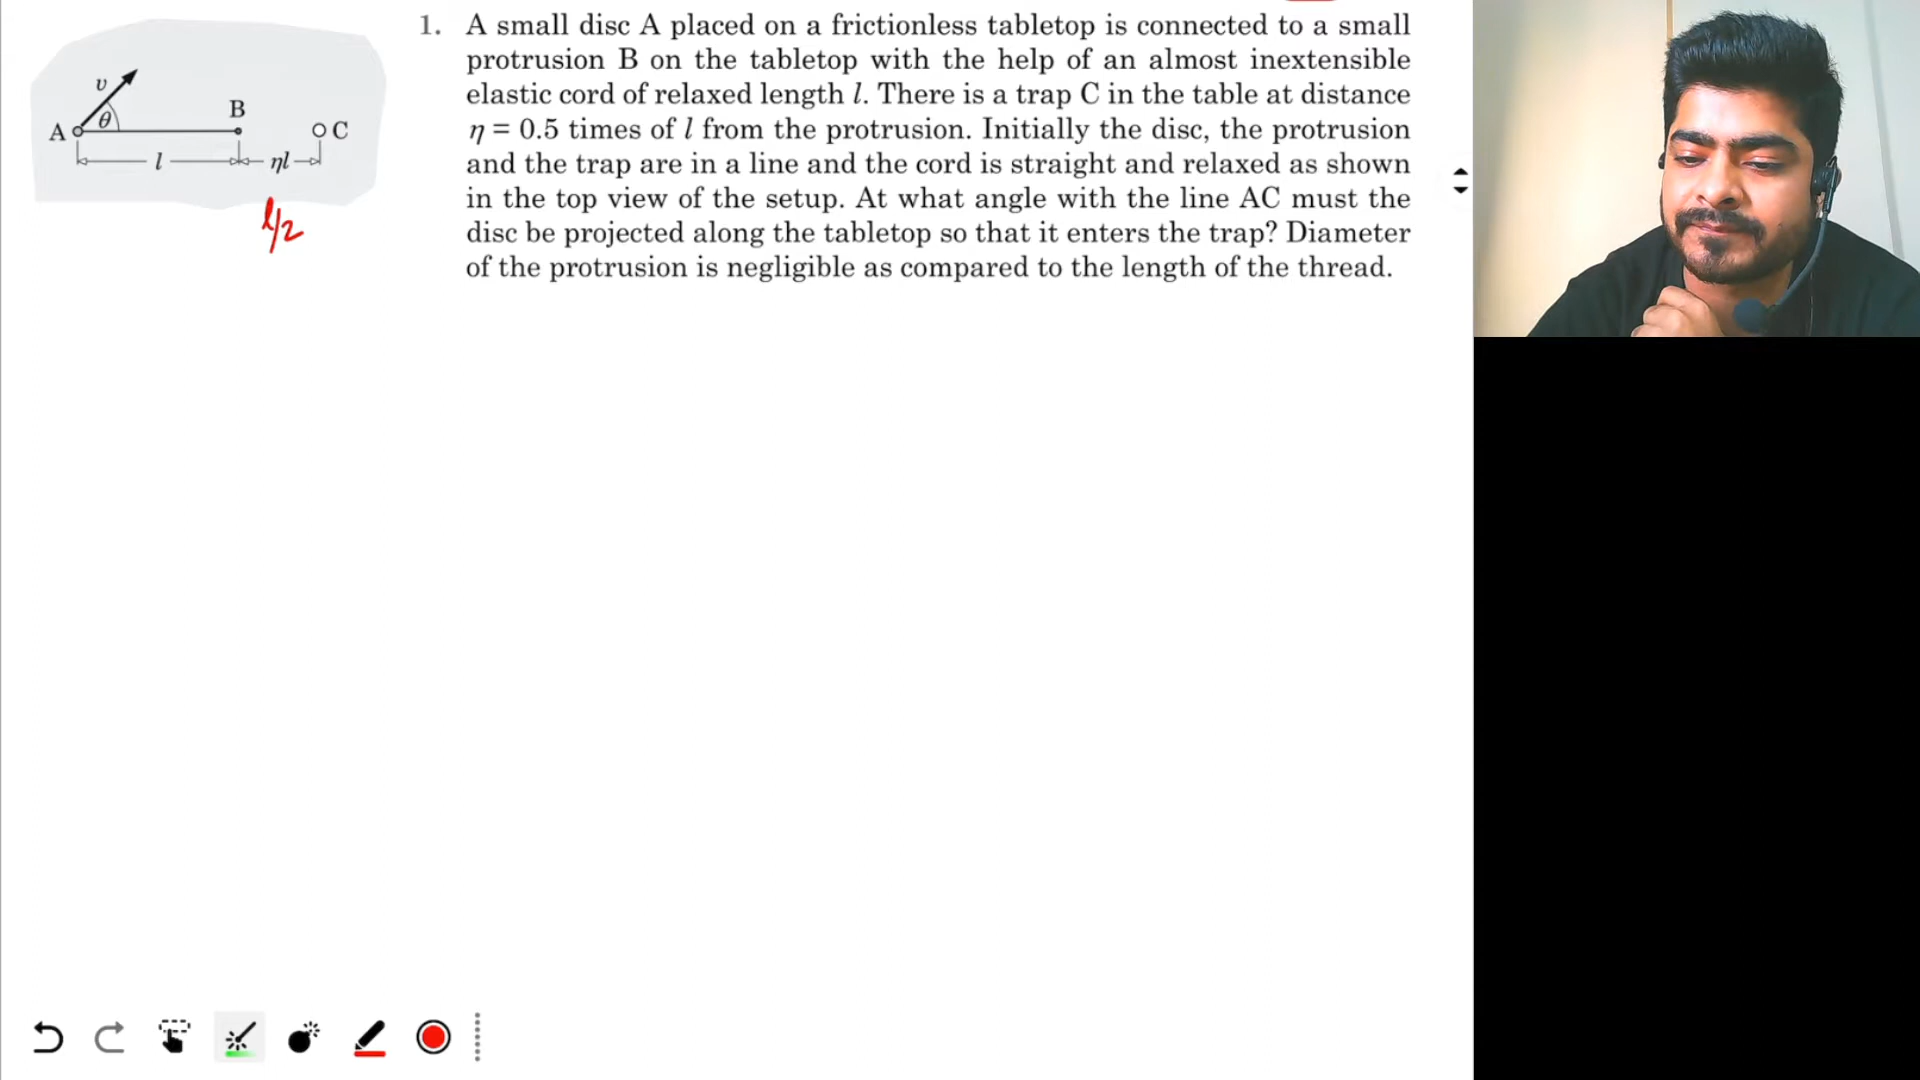 1. A small disc A placed on a frictionless tabletop is connected to a small
protrusion B on the tabletop with the help of an almost inextensible
elastic cord of relaxed length l. There is a trap C in the table at distance
η = 0.5 times of l from the protrusion. Initially the disc, the protrusion
and the trap are in a line and the cord is straight and relaxed as shown
in the top view of the setup. At what angle with the line AC must the
disc be projected along the tabletop so that it enters the trap? Diameter
of the protrusion is negligible as compared to the length of the thread.
v
θ
A
B
C
l
ηl
l/2